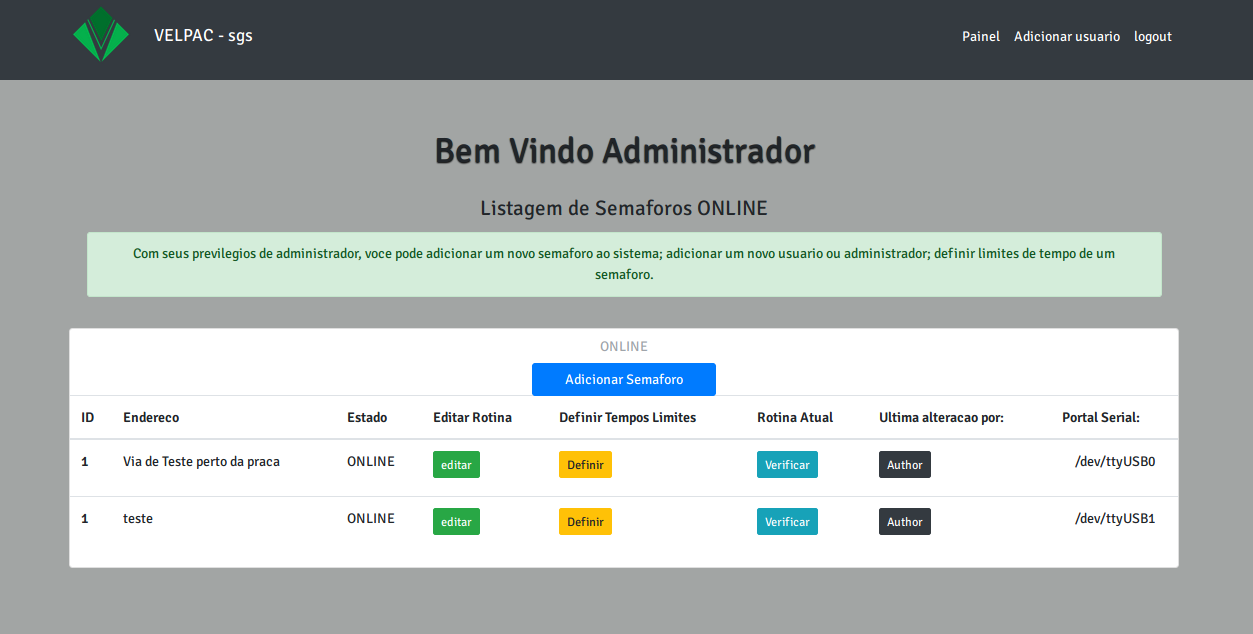 VELPAC - sgs
Painel Adicionar usuario logout
Bem Vindo Administrador
Listagem de Semaforos ONLINE
Com seus previlegios de administrador, voce pode adicionar um novo semaforo ao sistema; adicionar um novo usuario ou administrador; definir limites de tempo de um
semaforo.
ONLINE
Adicionar Semaforo
ID Endereco Estado Editar Rotina Definir Tempos Limites Rotina Atual Ultima alteracao por: Portal Serial:
1 Via de Teste perto da praca ONLINE editar Definir Verificar Author /dev/ttyUSB0
1 teste ONLINE editar Definir Verificar Author /dev/ttyUSB1